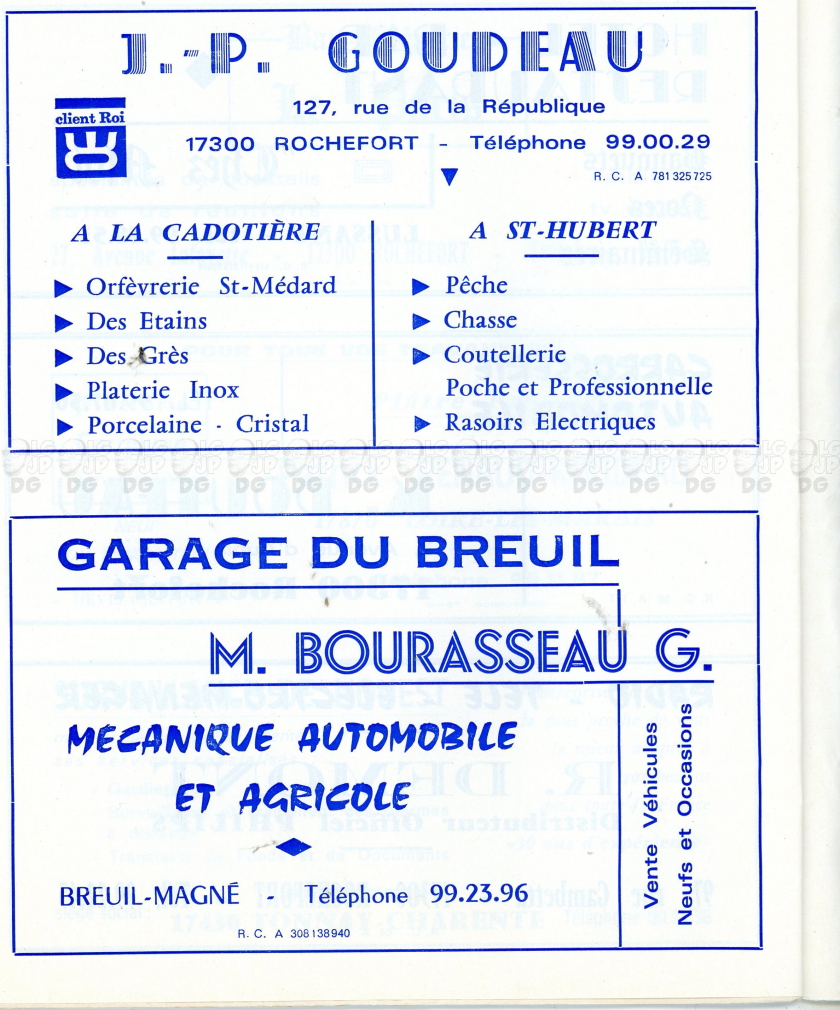 J.-P. GOUDEAU
client Roi
127, rue de la République
17300 ROCHEFORT - Téléphone 99.00.29
R. C. A 781 325 725
A LA CADOTIÈRE
Orfèvrerie St-Médard
Des Etains
Des Grès
Platerie Inox
Porcelaine - Cristal
A ST-HUBERT
Pêche
Chasse
Coutellerie
Poche et Professionnelle
Rasoirs Electriques
GARAGE DU BREUIL
M. BOURASSEAU G.
MECANIQUE AUTOMOBILE
ET AGRICOLE
BREUIL-MAGNÉ Téléphone 99.23.96
R. C. A 308138940
Vente Véhicules
Neufs et Occasions